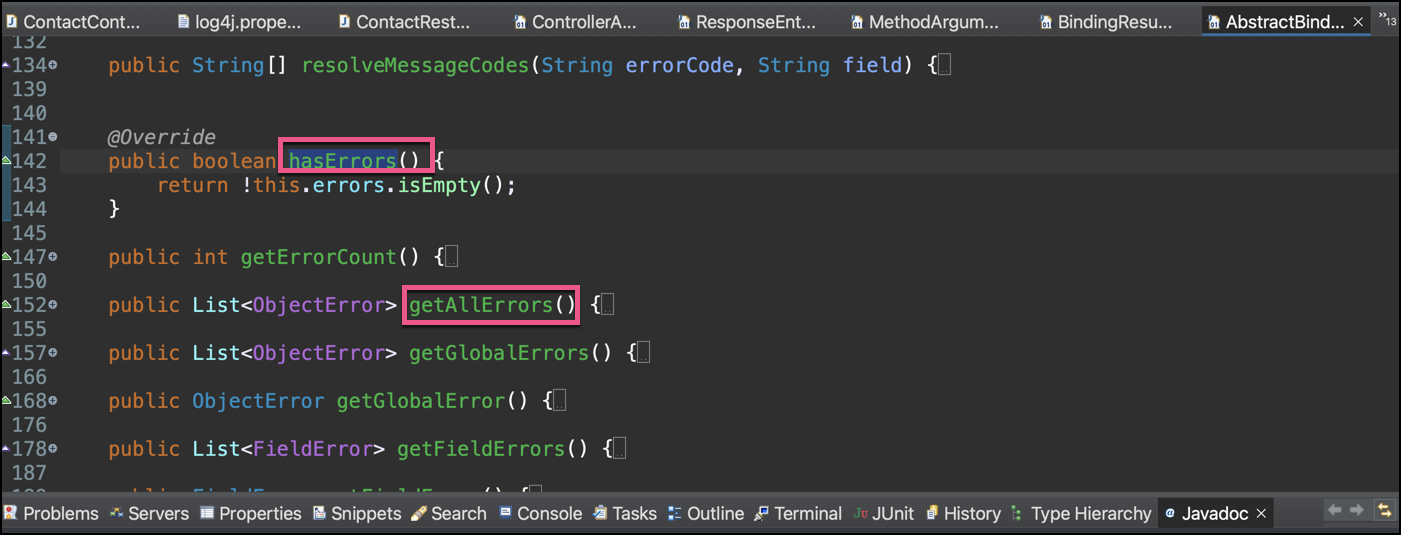 ContactCont... log4j.prope... ContactRest... ControllerA... ResponseEnt... MethodArgum... BindingResu... AbstractBind... 13
132
134 public String[] resolveMessageCodes(String errorCode, String field) {
139
140
141 @Override
142 public boolean hasErrors() {
143 return !this.errors.isEmpty();
144 }
145
147 public int getErrorCount() {
150
152 public List<ObjectError> getAllErrors() {
155
157 public List<ObjectError> getGlobalErrors() {
166
168 public ObjectError getGlobalError() {
176
178 public List<FieldError> getFieldErrors() {
187
Problems Servers Properties Snippets Search Console Tasks Outline Terminal JUnit History Type Hierarchy Javadoc